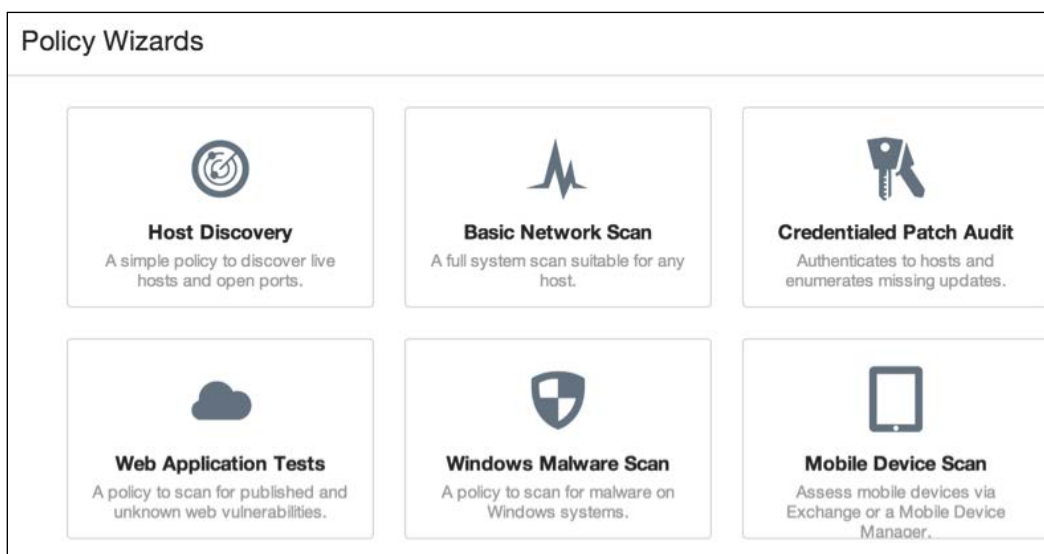 Policy Wizards
Host Discovery
A simple policy to discover live
hosts and open ports.
Basic Network Scan
A full system scan suitable for any
host.
Credentialed Patch Audit
Authenticates to hosts and
enumerates missing updates.
Web Application Tests
A policy to scan for published and
unknown web vulnerabilities.
Windows Malware Scan
A policy to scan for malware on
Windows systems.
Mobile Device Scan
Assess mobile devices via
Exchange or a Mobile Device
Manager.